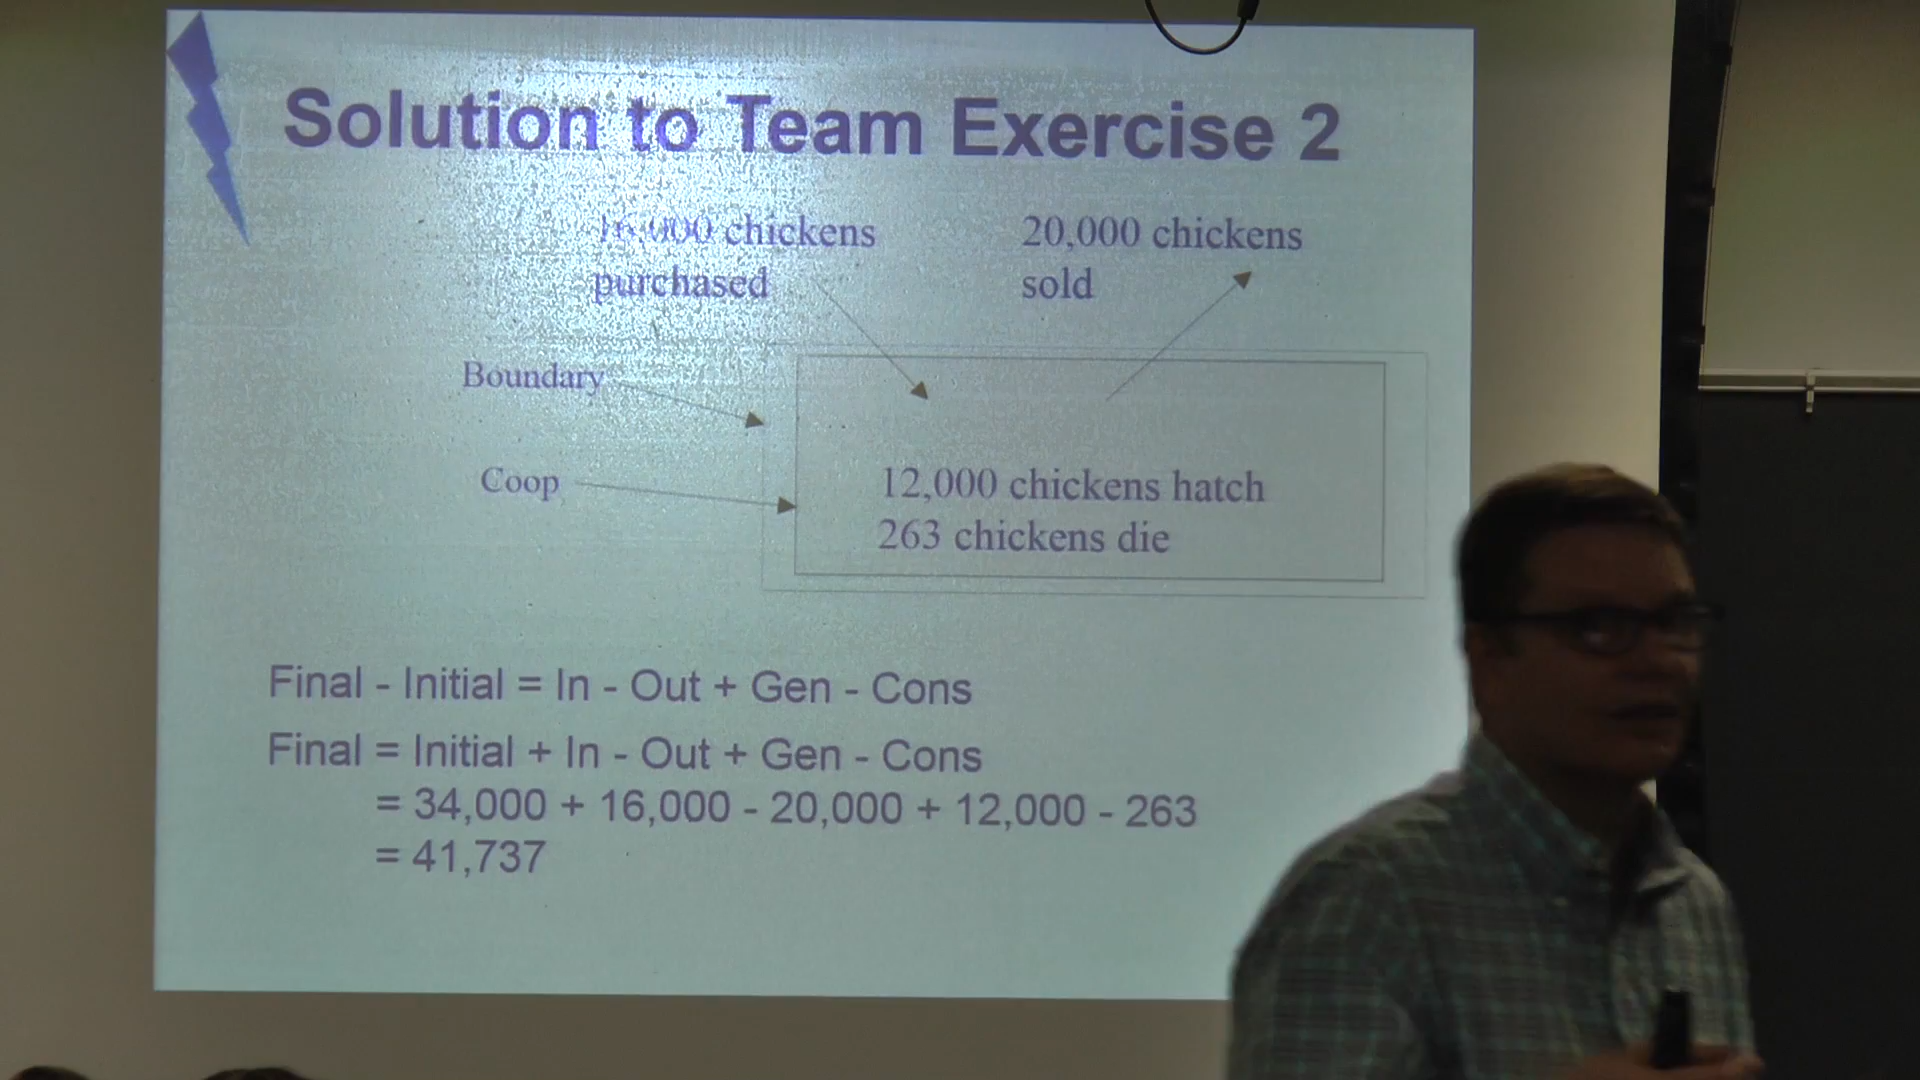 Solution to Team Exercise 2
16,000 chickens
purchased
20,000 chickens
sold
Boundary
Coop
12,000 chickens hatch
263 chickens die
Final - Initial = In - Out + Gen - Cons
Final = Initial + In - Out + Gen - Cons
= 34,000 + 16,000 - 20,000 + 12,000 - 263
= 41,737